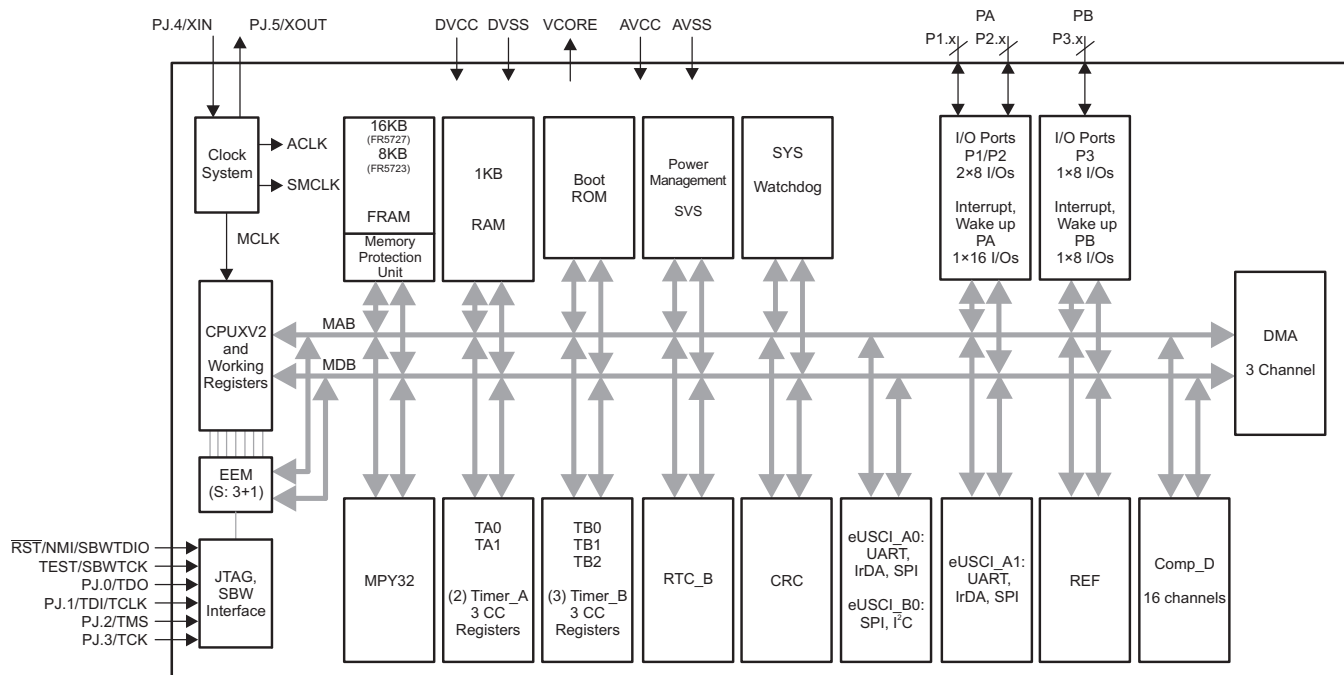 PJ.4/XIN
PJ.5/XOUT
DVCC
DVSS
VCORE
AVCC
AVSS
PA
P1.x
P2.x
PB
P3.x
Clock
System
ACLK
SMCLK
MCLK
16KB
(FR5727)
8KB
(FR5723)
FRAM
Memory
Protection
Unit
1KB
RAM
Boot
ROM
Power
Management
SVS
SYS
Watchdog
I/O Ports
P1/P2
2×8 I/Os
Interrupt,
Wake up
PA
1×16 I/Os
I/O Ports
P3
1×8 I/Os
Interrupt,
Wake up
PB
1×8 I/Os
CPUXV2
and
Working
Registers
MAB
MDB
DMA
3 Channel
EEM
(S: 3+1)
RST/NMI/SBWTDIO
TEST/SBWTCK
PJ.0/TDO
PJ.1/TDI/TCLK
PJ.2/TMS
PJ.3/TCK
JTAG,
SBW
Interface
MPY32
TA0
TA1
(2) Timer_A
3 CC
Registers
TB0
TB1
TB2
(3) Timer_B
3 CC
Registers
RTC_B
CRC
eUSCI_A0:
UART,
IrDA, SPI
eUSCI_B0:
SPI, I²C
eUSCI_A1:
UART,
IrDA, SPI
REF
Comp_D
16 channels